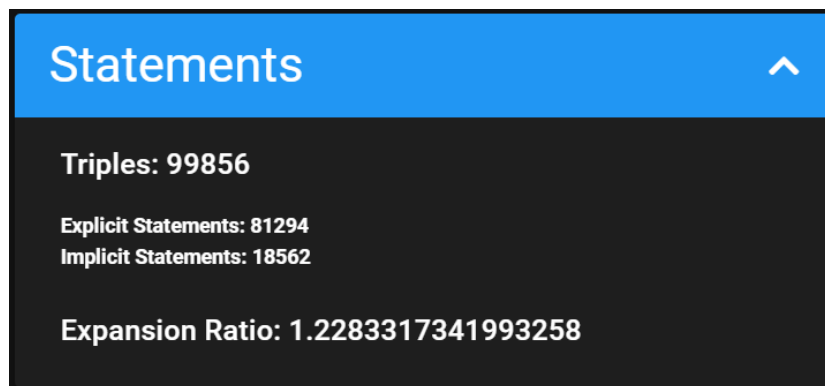 Statements
Triples: 99856
Explicit Statements: 81294
Implicit Statements: 18562
Expansion Ratio: 1.2283317341993258